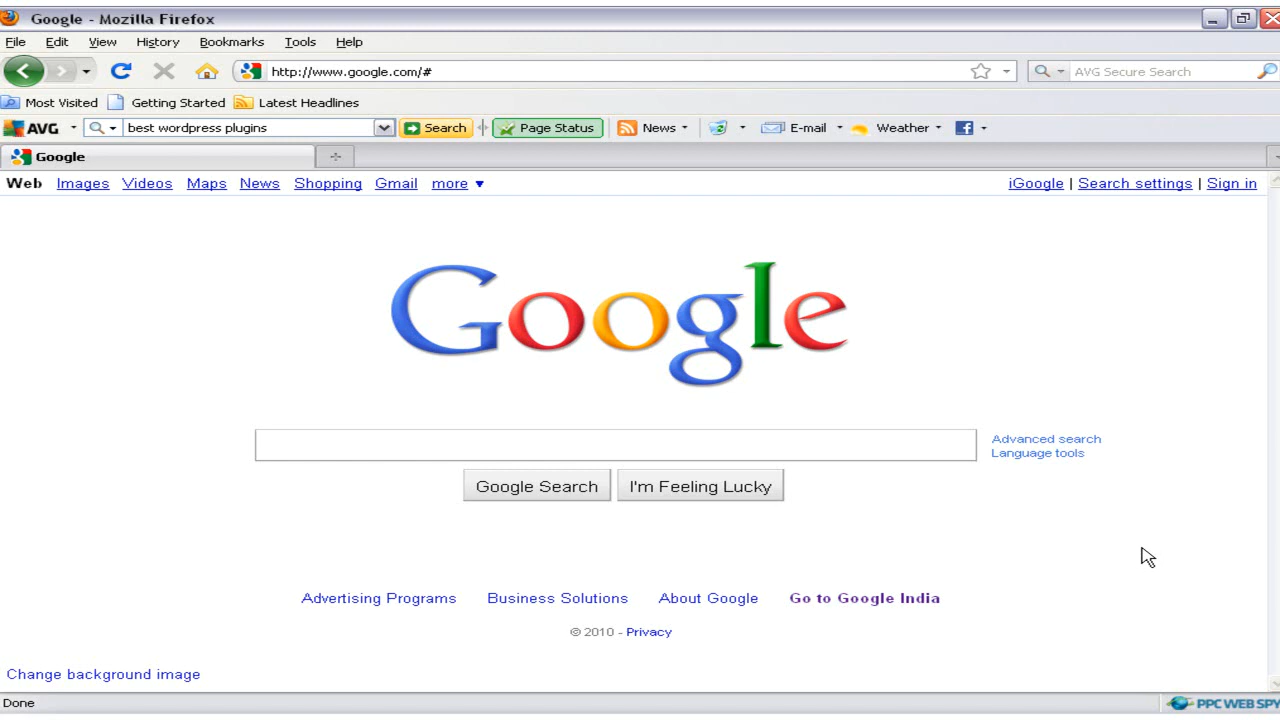 Google - Mozilla Firefox
File Edit View History Bookmarks Tools Help
http://www.google.com/# AVG Secure Search
Most Visited Getting Started Latest Headlines
AVG best wordpress plugins Search Page Status News E-mail Weather
Google
Web Images Videos Maps News Shopping Gmail more iGoogle | Search settings | Sign in
Google
Advanced search
Language tools
Google Search I'm Feeling Lucky
Advertising Programs Business Solutions About Google Go to Google India
© 2010 - Privacy
Change background image
Done PPC WEB SPY